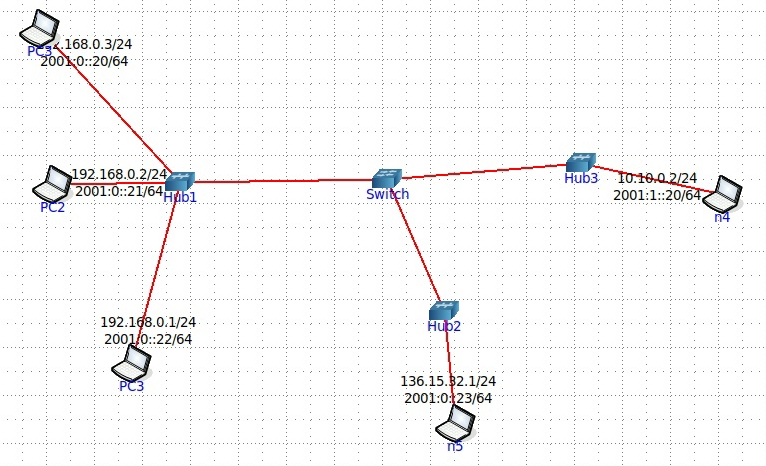 .168.0.3/24
PC3
2001:0::20/64
192.168.0.2/24
2001:0::21/64
PC2
Hub1
Switch
Hub3
10.10.0.2/24
2001:1::20/64
n4
192.168.0.1/24
2001:0::22/64
PC3
Hub2
136.15.32.1/24
2001:0::23/64
n5